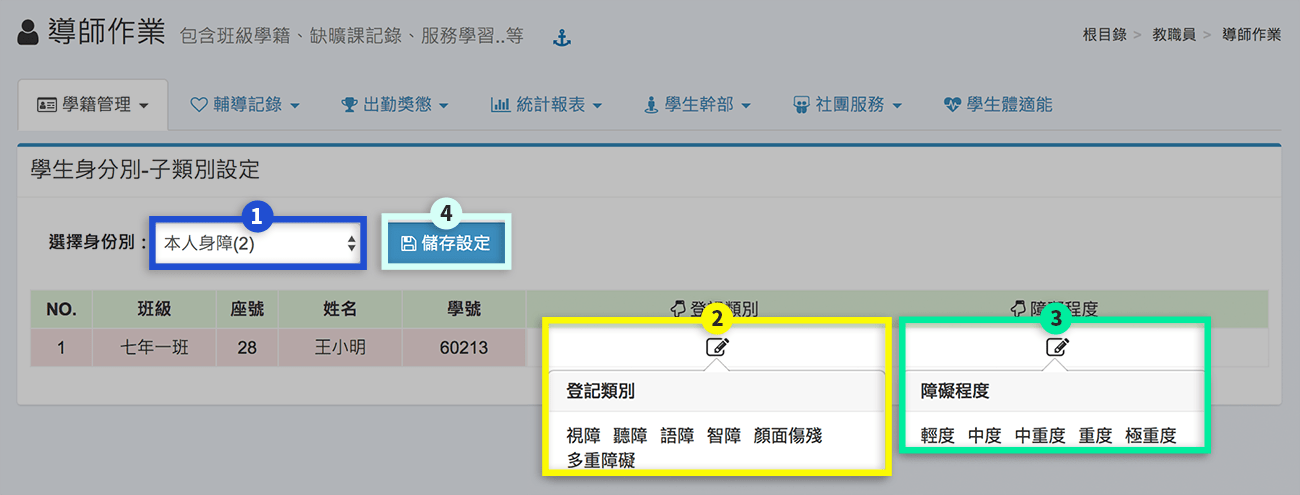 導師作業 包含班級學籍、缺曠課記錄、服務學習..等
根目錄 > 教職員 > 導師作業
學籍管理 輔導記錄 出勤獎懲 統計報表 學生幹部 社團服務 學生體適能
學生身分別-子類別設定
1 4
選擇身份別： 本人身障(2) 儲存設定
NO. 班級 座號 姓名 學號 登記類別 障礙程度
2 3
1 七年一班 28 王小明 60213
登記類別 障礙程度
視障 聽障 語障 智障 顏面傷殘
多重障礙
輕度 中度 中重度 重度 極重度